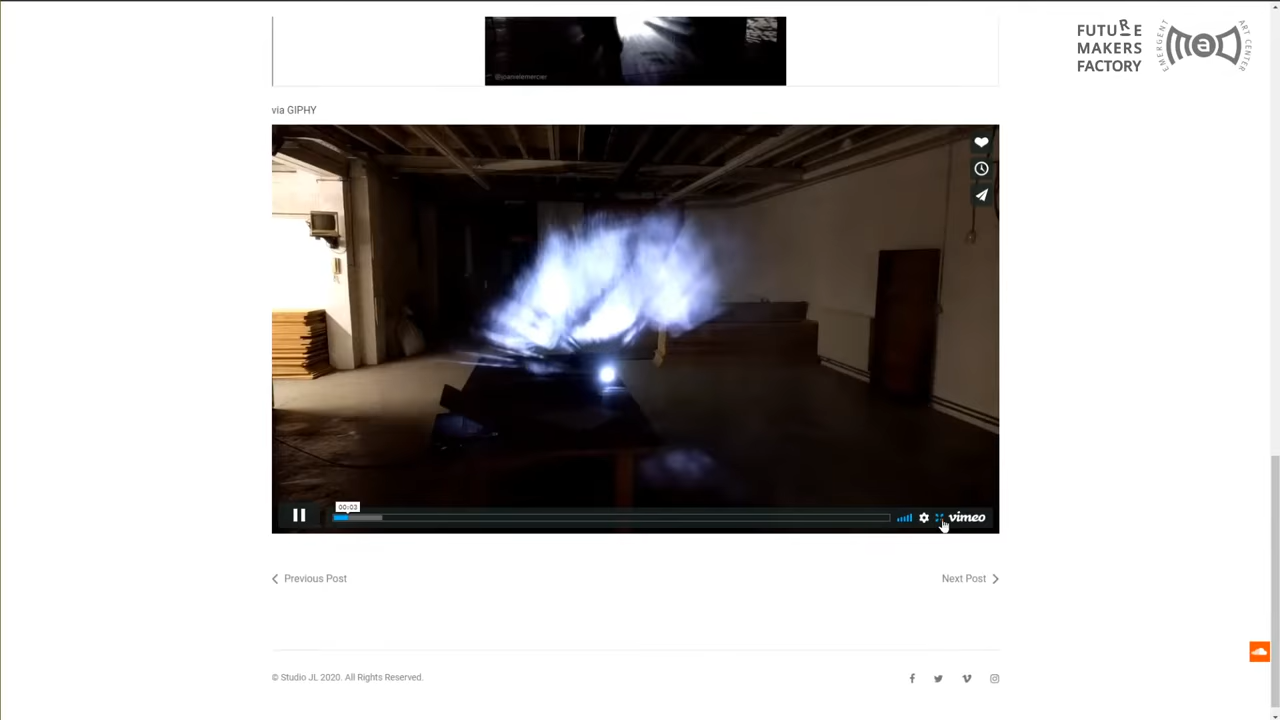 FUTURE
MAKERS
FACTORY
EMERGENT
ART CENTER
@joanielemercier
via GIPHY
00:03
vimeo
Previous Post
Next Post
© Studio JL 2020. All Rights Reserved.